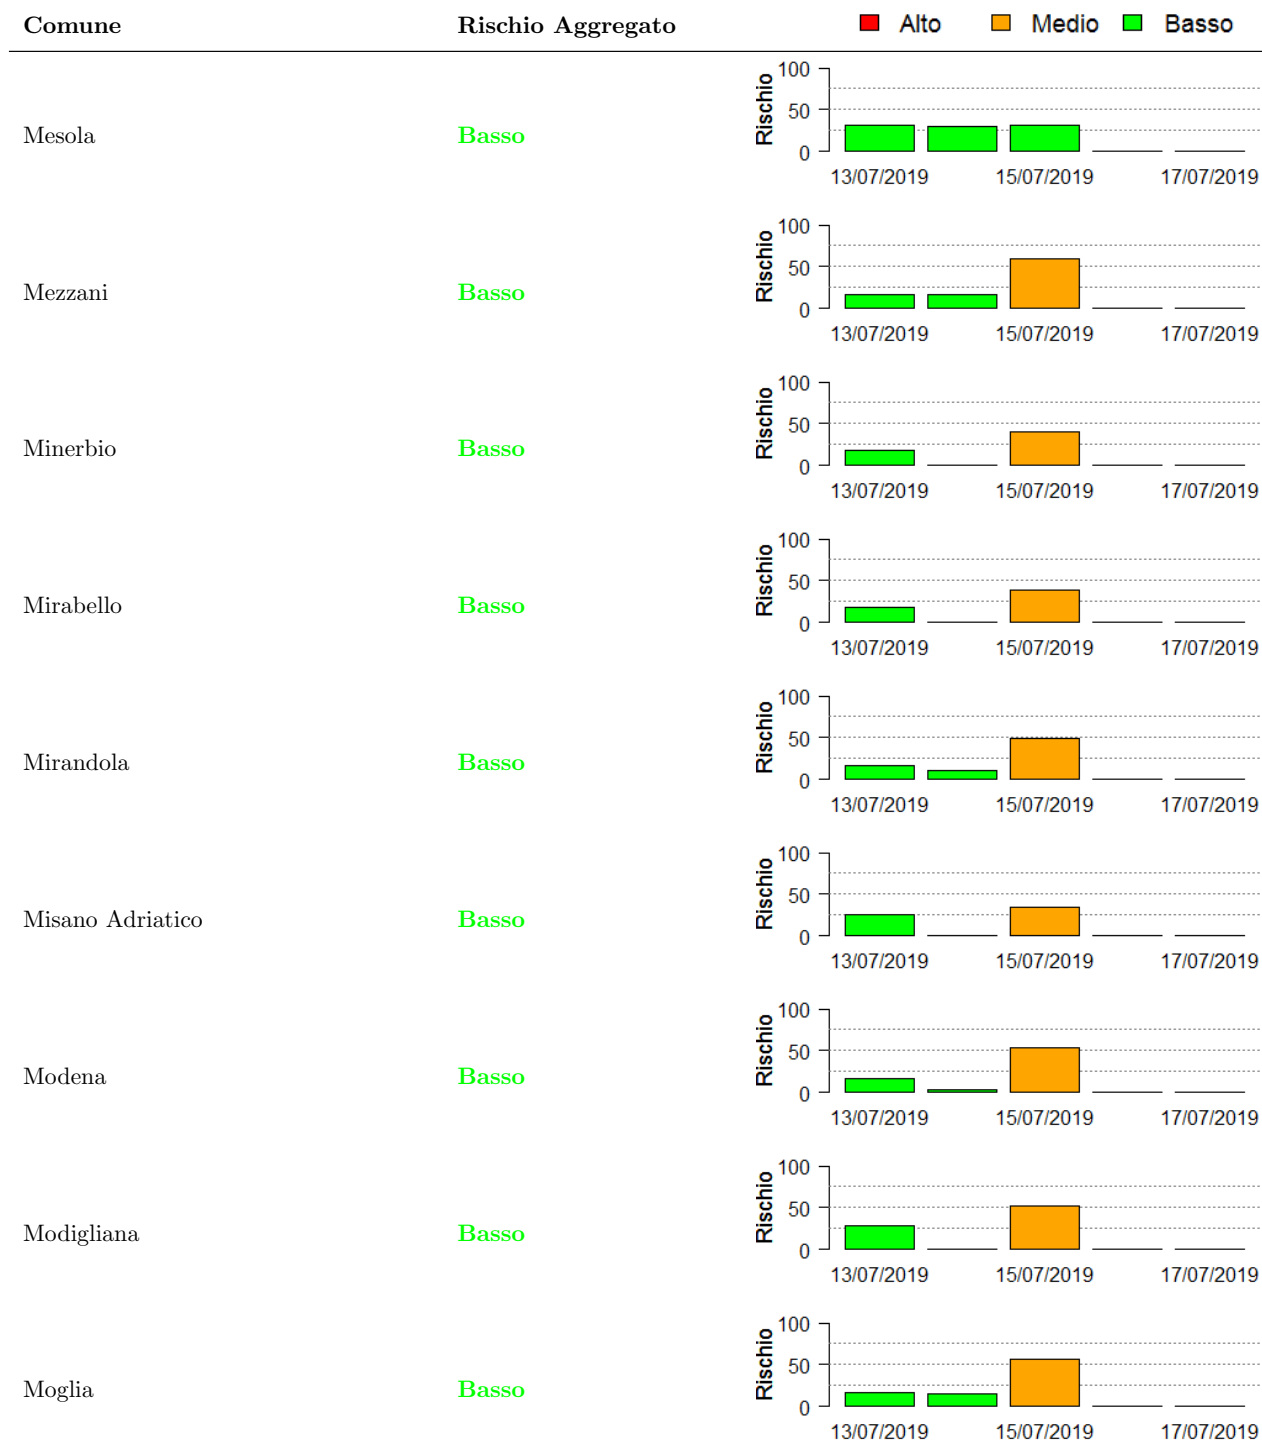 Comune Rischio Aggregato Alto Medio Basso
Mesola Basso Rischio 100 50 0
13/07/2019 15/07/2019 17/07/2019
Mezzani Basso Rischio 100 50 0
13/07/2019 15/07/2019 17/07/2019
Minerbio Basso Rischio 100 50 0
13/07/2019 15/07/2019 17/07/2019
Mirabello Basso Rischio 100 50 0
13/07/2019 15/07/2019 17/07/2019
Mirandola Basso Rischio 100 50 0
13/07/2019 15/07/2019 17/07/2019
Misano Adriatico Basso Rischio 100 50 0
13/07/2019 15/07/2019 17/07/2019
Modena Basso Rischio 100 50 0
13/07/2019 15/07/2019 17/07/2019
Modigliana Basso Rischio 100 50 0
13/07/2019 15/07/2019 17/07/2019
Moglia Basso Rischio 100 50 0
13/07/2019 15/07/2019 17/07/2019